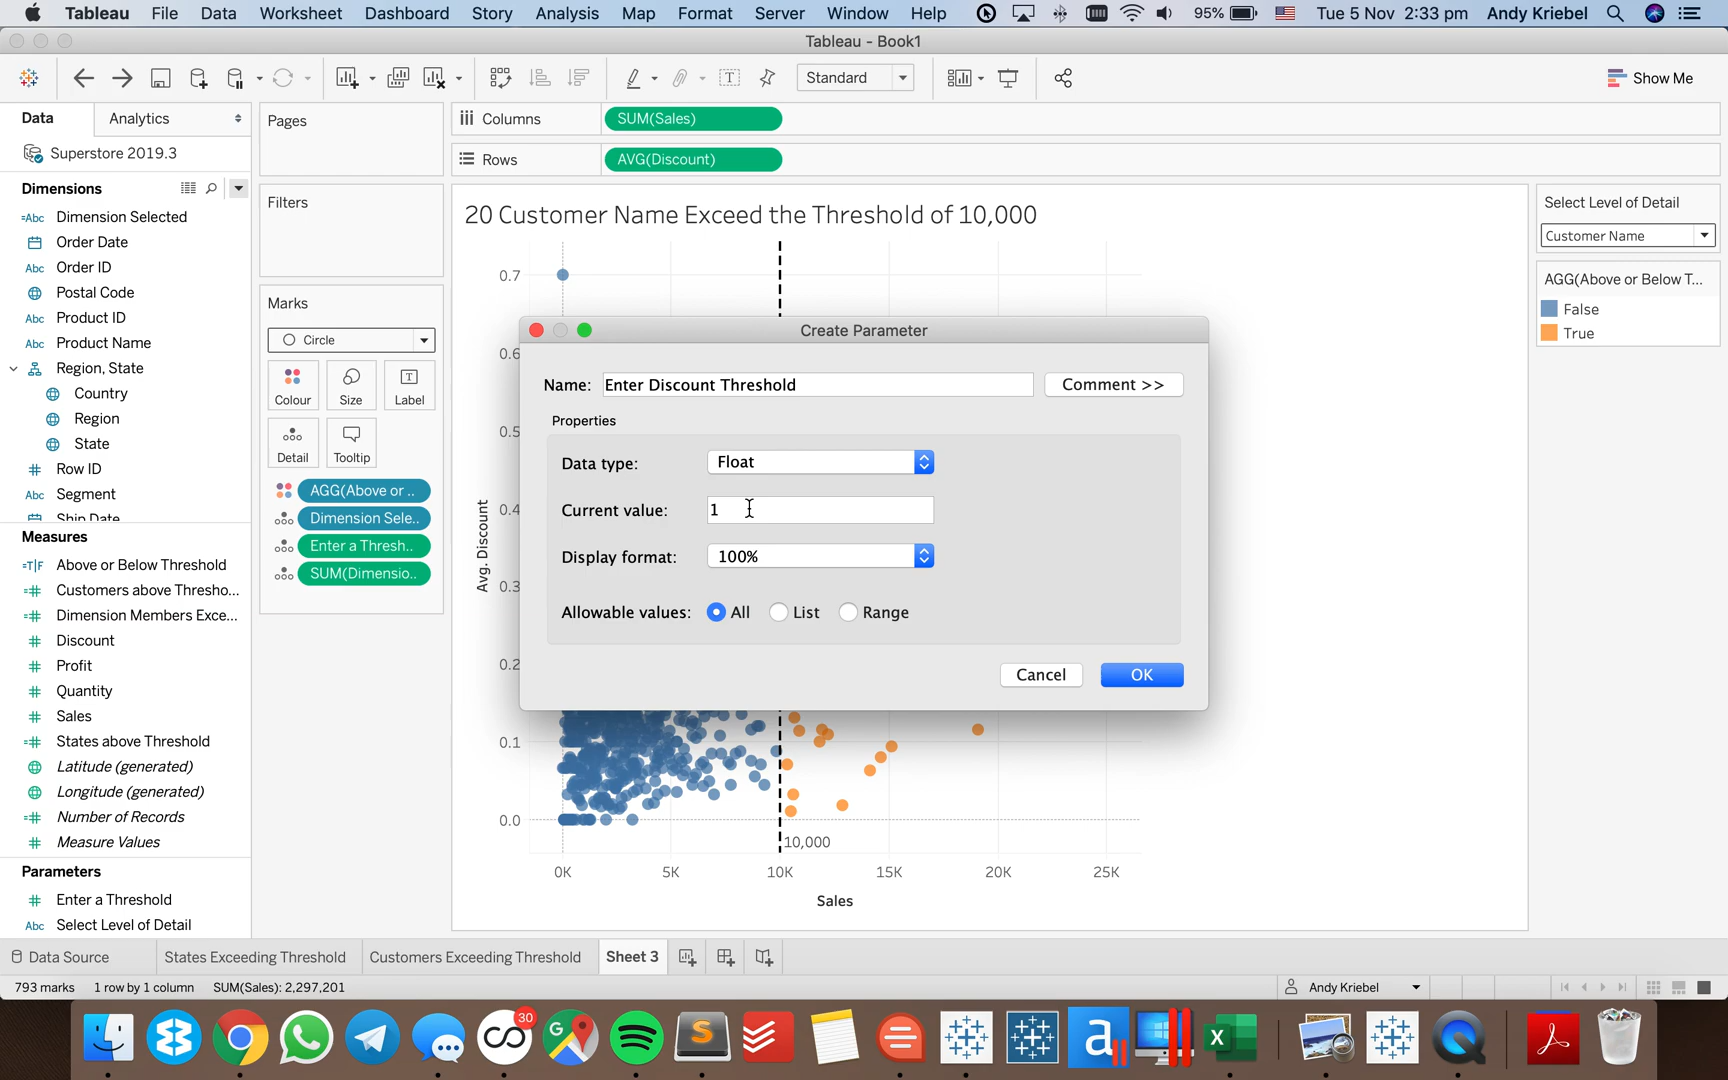 Tableau File Data Worksheet Dashboard Story Analysis Map Format Server Window Help 95% Tue 5 Nov 2:33 pm Andy Kriebel
Tableau - Book1
Standard
Show Me
Data Analytics
Pages
Columns SUM(Sales)
Superstore 2019.3
Rows AVG(Discount)
Dimensions
Abc Dimension Selected
Order Date
Abc Order ID
Postal Code
Abc Product ID
Abc Product Name
Region, State
Country
Region
State
Row ID
Abc Segment
Ship Date
Measures
T|F Above or Below Threshold
Customers above Thresho...
Dimension Members Exce...
Discount
Profit
Quantity
Sales
States above Threshold
Latitude (generated)
Longitude (generated)
Number of Records
Measure Values
Parameters
Enter a Threshold
Abc Select Level of Detail
Filters
Marks
Circle
Colour Size Label
Detail Tooltip
AGG(Above or ..
Dimension Sele..
Enter a Thresh..
SUM(Dimensio..
20 Customer Name Exceed the Threshold of 10,000
0.7
0.6
0.5
0.4
0.3
0.2
0.1
0.0
Avg. Discount
10,000
0K 5K 10K 15K 20K 25K
Sales
Create Parameter
Name: Enter Discount Threshold Comment >>
Properties
Data type: Float
Current value: 1
Display format: 100%
Allowable values: All List Range
Cancel OK
Select Level of Detail
Customer Name
AGG(Above or Below T...
False
True
Data Source States Exceeding Threshold Customers Exceeding Threshold Sheet 3
793 marks 1 row by 1 column SUM(Sales): 2,297,201 Andy Kriebel
30